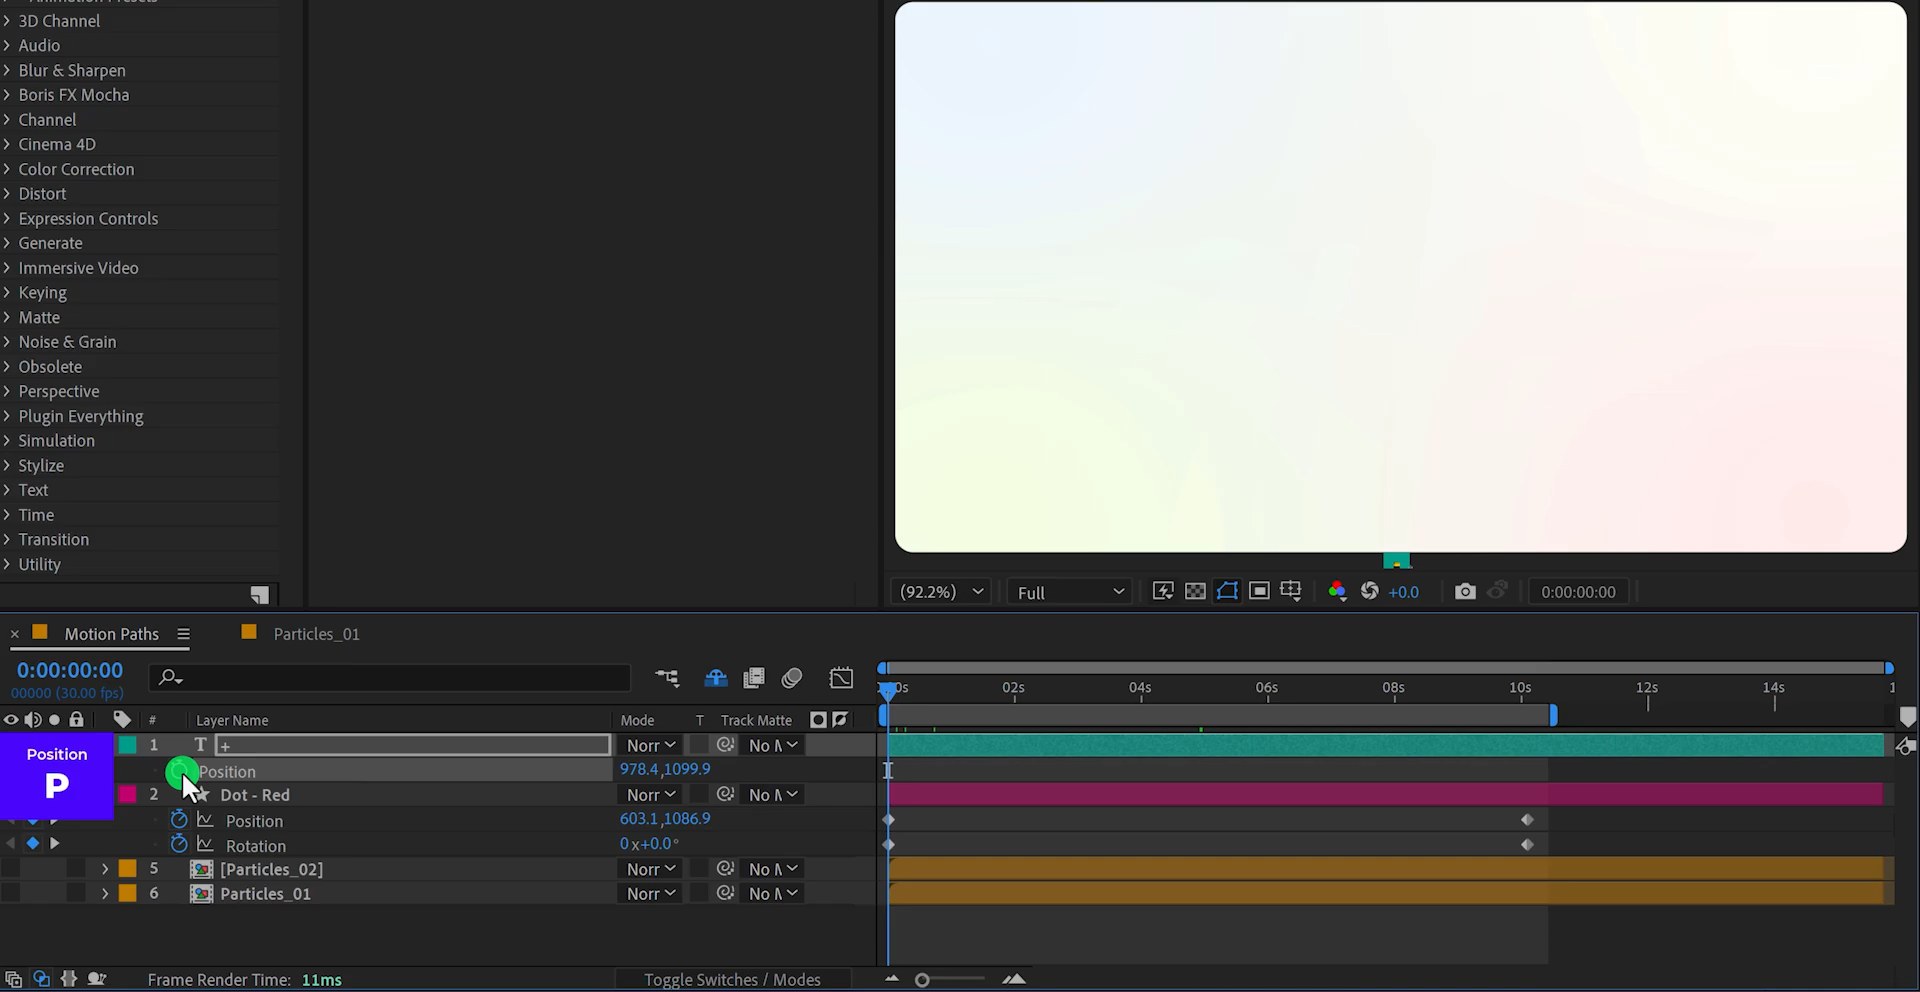 Animation Presets
3D Channel
Audio
Blur & Sharpen
Boris FX Mocha
Channel
Cinema 4D
Color Correction
Distort
Expression Controls
Generate
Immersive Video
Keying
Matte
Noise & Grain
Obsolete
Perspective
Plugin Everything
Simulation
Stylize
Text
Time
Transition
Utility
(92.2%)
Full
+0.0
0:00:00:00
Motion Paths
Particles_01
0:00:00:00
00000 (30.00 fps)
02s
04s
06s
08s
10s
12s
14s
#
Layer Name
Mode
T
Track Matte
1
T
+
Norr
No M
Position
P
Position
978.4,1099.9
2
Dot - Red
Norr
No M
Position
603.1,1086.9
Rotation
0x+0.0°
5
[Particles_02]
Norr
No M
6
Particles_01
Norr
No M
Frame Render Time: 11ms
Toggle Switches / Modes